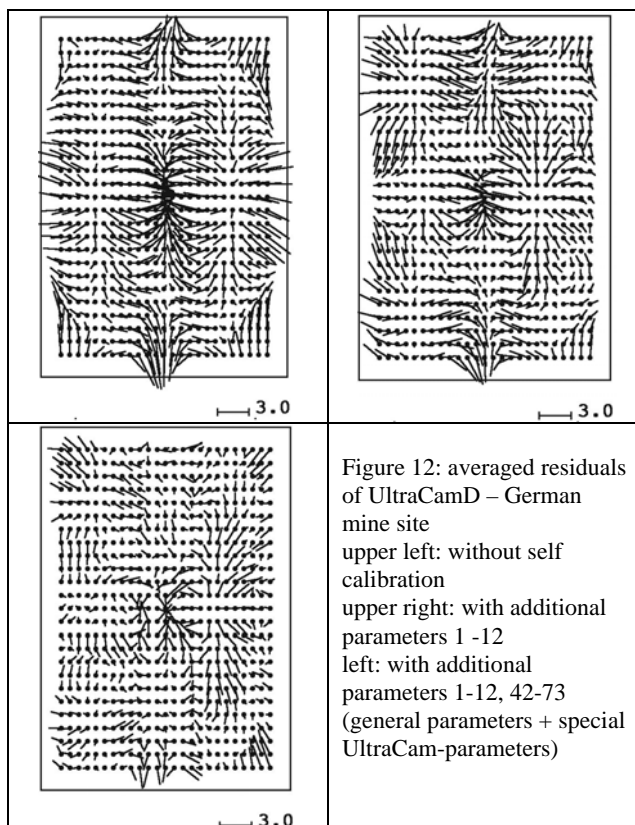 3.0
3.0
3.0
Figure 12: averaged residuals
of UltraCamD – German
mine site
upper left: without self
calibration
upper right: with additional
parameters 1 -12
left: with additional
parameters 1-12, 42-73
(general parameters + special
UltraCam-parameters)